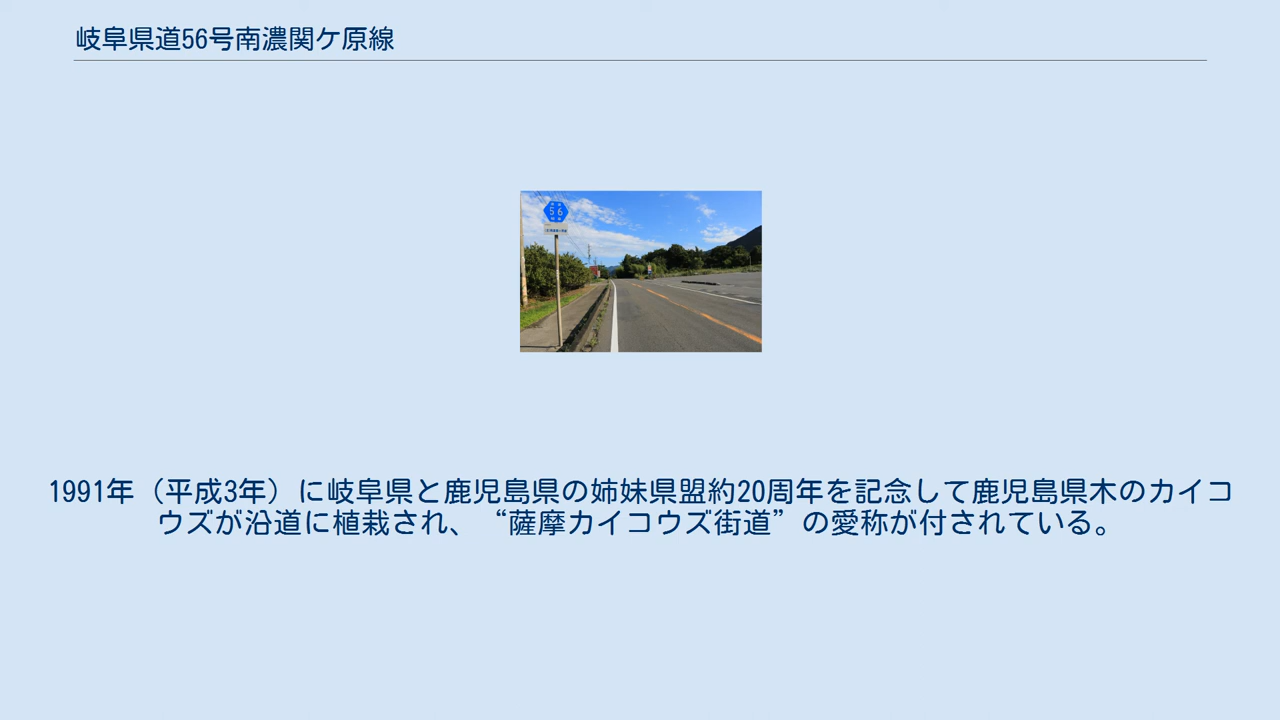 岐阜県道56号南濃関ケ原線
56
1991年（平成3年）に岐阜県と鹿児島県の姉妹県盟約20周年を記念して鹿児島県木のカイコ
ウズが沿道に植栽され、“薩摩カイコウズ街道”の愛称が付されている。